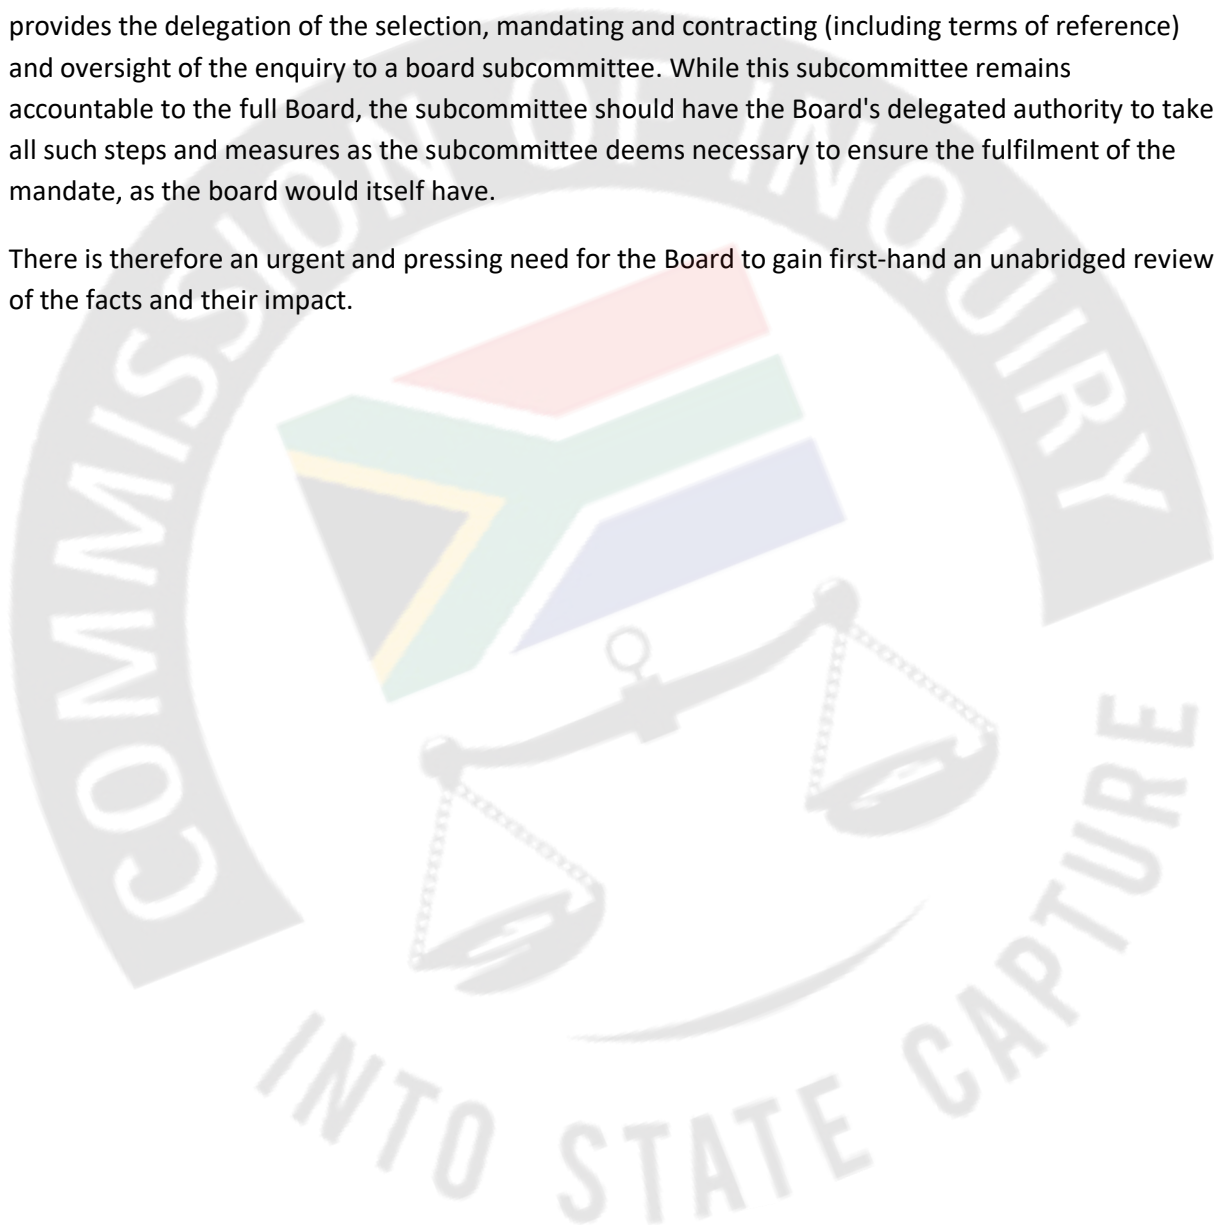 provides the delegation of the selection, mandating and contracting (including terms of reference)
and oversight of the enquiry to a board subcommittee. While this subcommittee remains
accountable to the full Board, the subcommittee should have the Board's delegated authority to take
all such steps and measures as the subcommittee deems necessary to ensure the fulfilment of the
mandate, as the board would itself have.
There is therefore an urgent and pressing need for the Board to gain first-hand an unabridged review
of the facts and their impact.
COMMISSION OF INQUIRY
INTO STATE CAPTURE